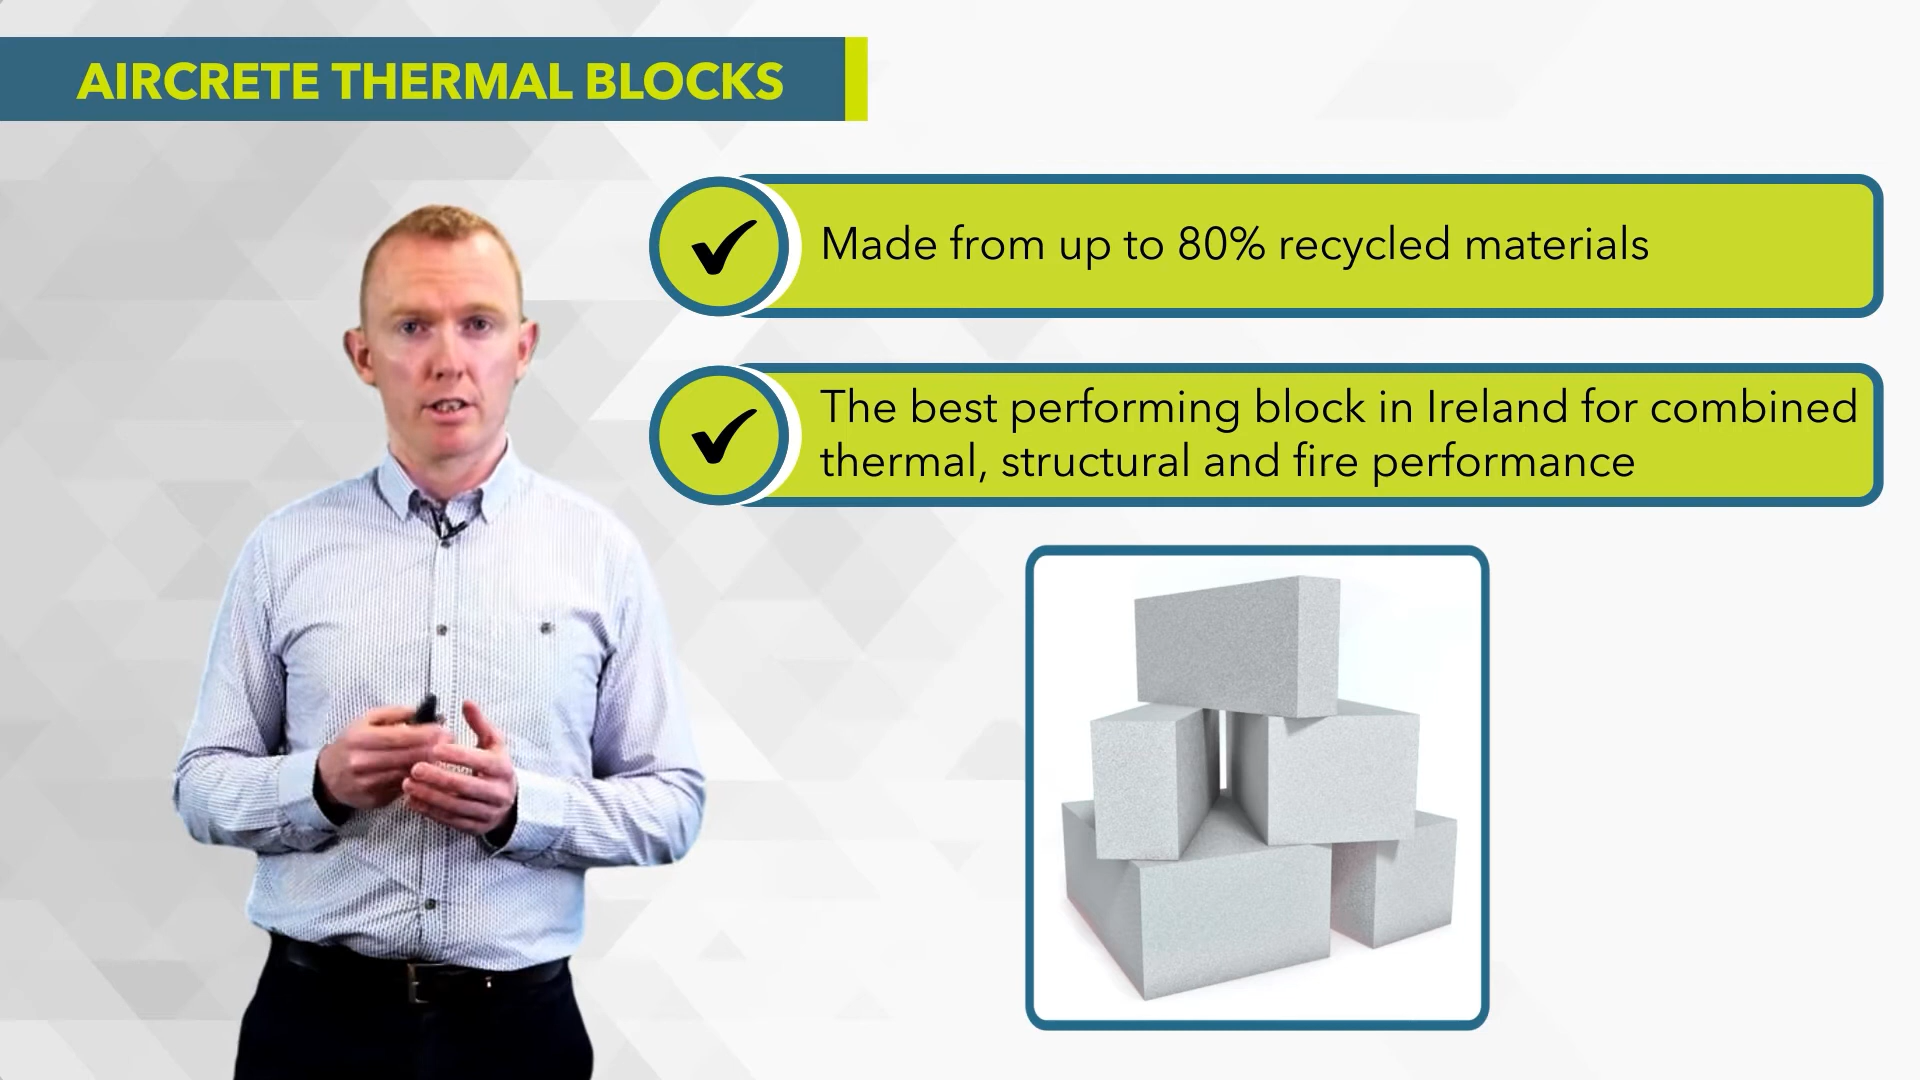 AIRCRETE THERMAL BLOCKS
Made from up to 80% recycled materials
The best performing block in Ireland for combined
thermal, structural and fire performance